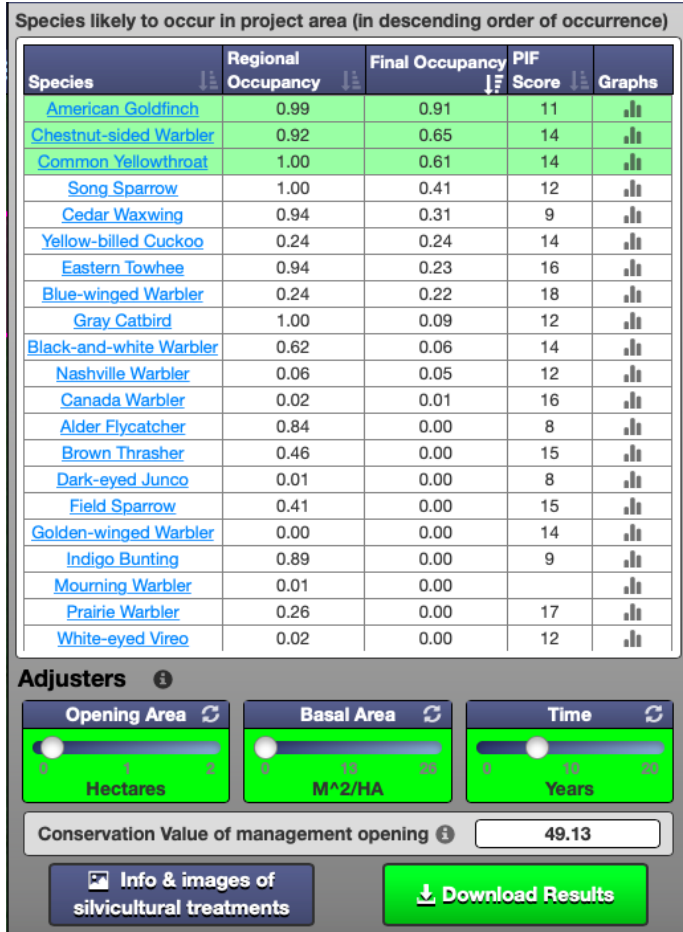 Species likely to occur in project area (in descending order of occurrence)
Species Regional Occupancy Final Occupancy PIF Score Graphs
American Goldfinch 0.99 0.91 11
Chestnut-sided Warbler 0.92 0.65 14
Common Yellowthroat 1.00 0.61 14
Song Sparrow 1.00 0.41 12
Cedar Waxwing 0.94 0.31 9
Yellow-billed Cuckoo 0.24 0.24 14
Eastern Towhee 0.94 0.23 16
Blue-winged Warbler 0.24 0.22 18
Gray Catbird 1.00 0.09 12
Black-and-white Warbler 0.62 0.06 14
Nashville Warbler 0.06 0.05 12
Canada Warbler 0.02 0.01 16
Alder Flycatcher 0.84 0.00 8
Brown Thrasher 0.46 0.00 15
Dark-eyed Junco 0.01 0.00 8
Field Sparrow 0.41 0.00 15
Golden-winged Warbler 0.00 0.00 14
Indigo Bunting 0.89 0.00 9
Mourning Warbler 0.01 0.00
Prairie Warbler 0.26 0.00 17
White-eyed Vireo 0.02 0.00 12
Adjusters
Opening Area Basal Area Time
0 1 2 0 13 26 0 10 20
Hectares M^2/HA Years
Conservation Value of management opening 49.13
Info & images of
silvicultural treatments
Download Results